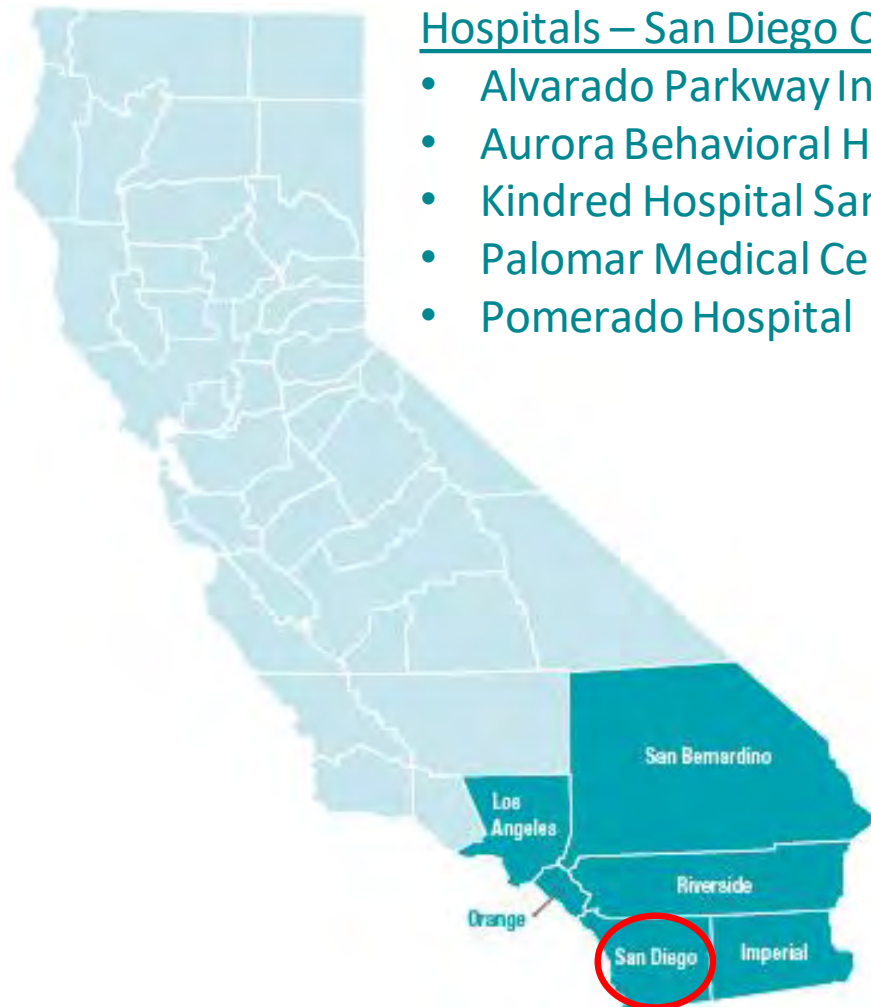 Hospitals – San Diego C
• Alvarado Parkway In
• Aurora Behavioral H
• Kindred Hospital Sar
• Palomar Medical Ce
• Pomerado Hospital
San Bernardino
Los
Angeles
Riverside
Orange
San Diego
Imperial